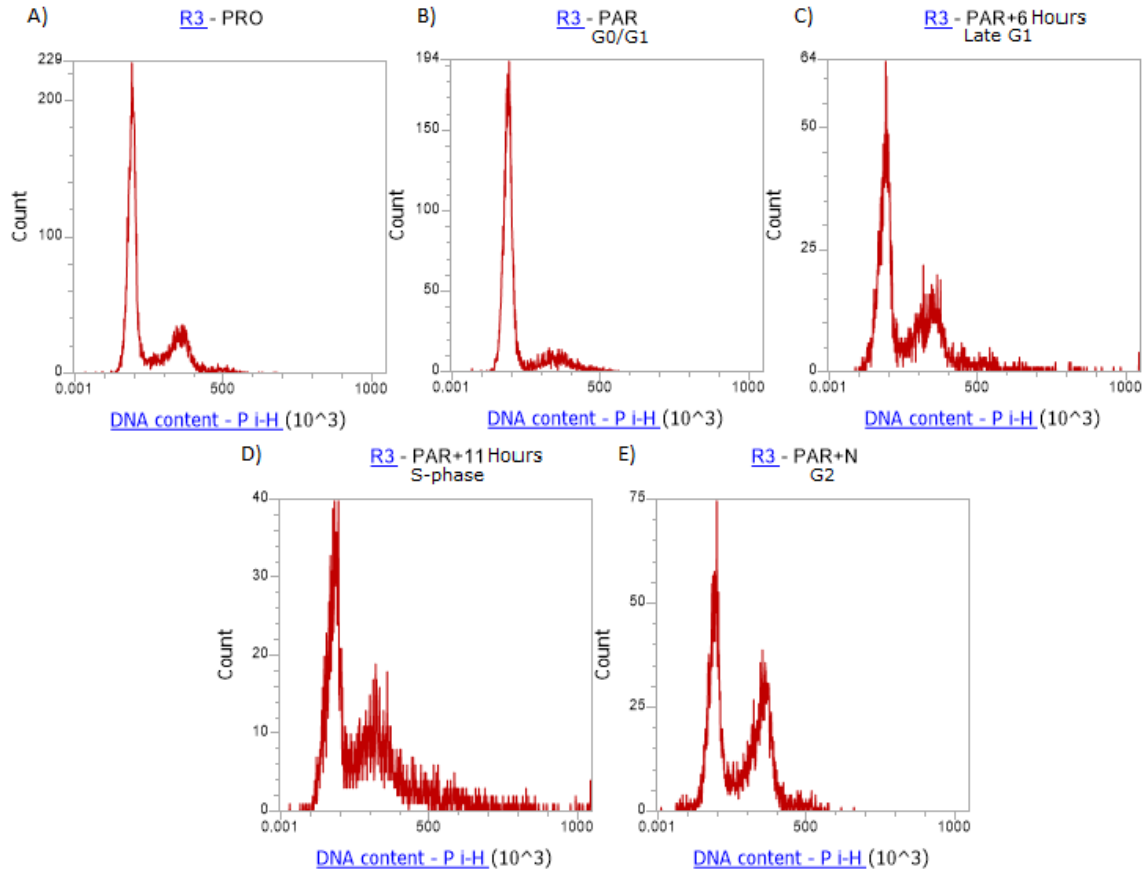 A)
R3 - PRO
229
200
100
0
Count
0.001 500 1000
DNA content - P i-H (10^3)
B)
R3 - PAR
G0/G1
194
150
100
50
0
Count
0.001 500 1000
DNA content - P i-H (10^3)
C)
R3 - PAR+6 Hours
Late G1
64
50
25
0
Count
0.001 500 1000
DNA content - P i-H (10^3)
D)
R3 - PAR+11 Hours
S-phase
40
30
20
10
0
Count
0.001 500 1000
DNA content - P i-H (10^3)
E)
R3 - PAR+N
G2
75
50
25
0
Count
0.001 500 1000
DNA content - P i-H (10^3)